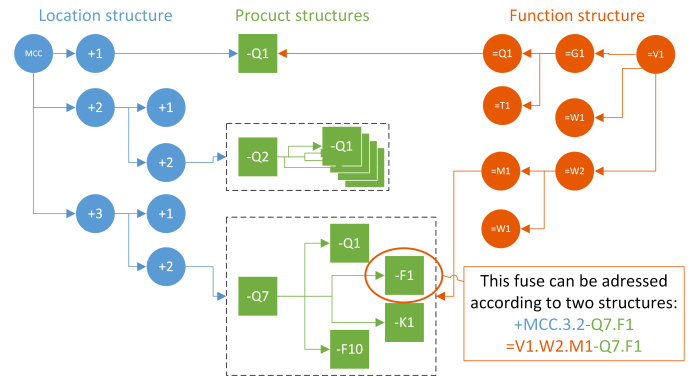 Location structure
Procuct structures
Function structure
MCC
+1
-Q1
=Q1
=G1
=V1
+2
+1
=T1
=W1
+2
-Q2
-Q1
=M1
=W2
+3
+1
=W1
-Q1
+2
-Q7
-F1
-K1
-F10
This fuse can be adressed
according to two structures:
+MCC.3.2-Q7.F1
=V1.W2.M1-Q7.F1